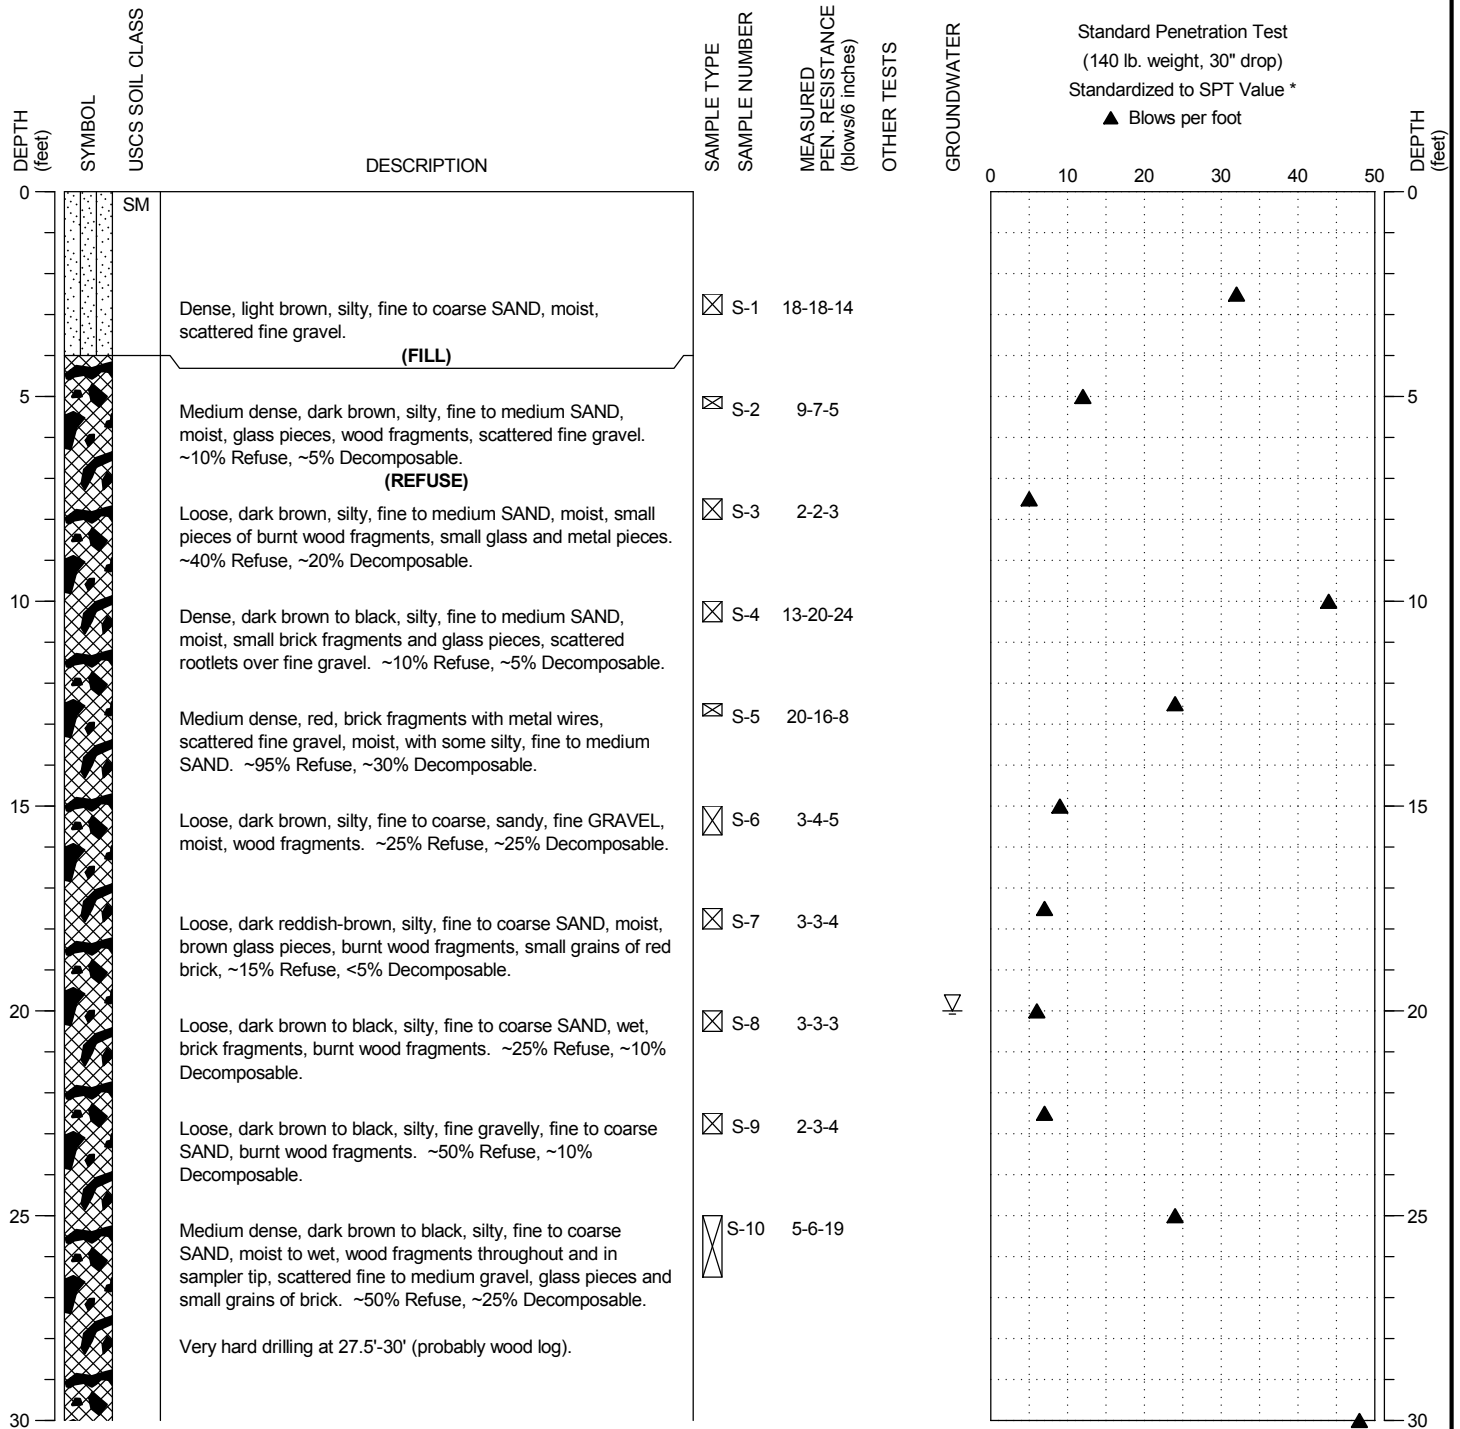 DEPTH
(feet)
SYMBOL
USCS SOIL CLASS
DESCRIPTION
SAMPLE TYPE
SAMPLE NUMBER
MEASURED
PEN. RESISTANCE
(blows/6 inches)
OTHER TESTS
GROUNDWATER
Standard Penetration Test
(140 lb. weight, 30" drop)
Standardized to SPT Value *
▲ Blows per foot
DEPTH
(feet)
0 10 20 30 40 50
0 SM 0
Dense, light brown, silty, fine to coarse SAND, moist, S-1 18-18-14
scattered fine gravel.
(FILL)
5 5
Medium dense, dark brown, silty, fine to medium SAND, S-2 9-7-5
moist, glass pieces, wood fragments, scattered fine gravel.
~10% Refuse, ~5% Decomposable.
(REFUSE)
Loose, dark brown, silty, fine to medium SAND, moist, small S-3 2-2-3
pieces of burnt wood fragments, small glass and metal pieces.
~40% Refuse, ~20% Decomposable.
10 10
Dense, dark brown to black, silty, fine to medium SAND, S-4 13-20-24
moist, small brick fragments and glass pieces, scattered
rootlets over fine gravel. ~10% Refuse, ~5% Decomposable.
Medium dense, red, brick fragments with metal wires, S-5 20-16-8
scattered fine gravel, moist, with some silty, fine to medium
SAND. ~95% Refuse, ~30% Decomposable.
15 15
Loose, dark brown, silty, fine to coarse, sandy, fine GRAVEL, S-6 3-4-5
moist, wood fragments. ~25% Refuse, ~25% Decomposable.
Loose, dark reddish-brown, silty, fine to coarse SAND, moist, S-7 3-3-4
brown glass pieces, burnt wood fragments, small grains of red
brick, ~15% Refuse, <5% Decomposable.
20 20
Loose, dark brown to black, silty, fine to coarse SAND, wet, S-8 3-3-3
brick fragments, burnt wood fragments. ~25% Refuse, ~10%
Decomposable.
Loose, dark brown to black, silty, fine gravelly, fine to coarse S-9 2-3-4
SAND, burnt wood fragments. ~50% Refuse, ~10%
Decomposable.
25 25
Medium dense, dark brown to black, silty, fine to coarse S-10 5-6-19
SAND, moist to wet, wood fragments throughout and in
sampler tip, scattered fine to medium gravel, glass pieces and
small grains of brick. ~50% Refuse, ~25% Decomposable.
Very hard drilling at 27.5'-30' (probably wood log).
30 30